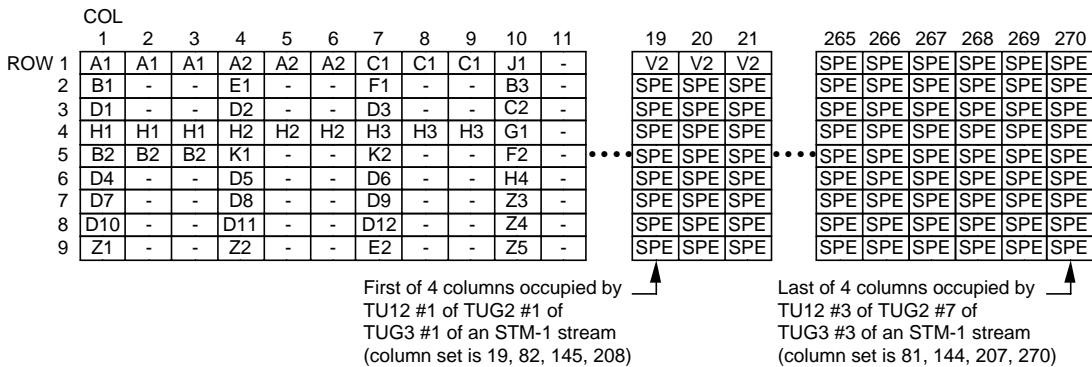 COL
1 2 3 4 5 6 7 8 9 10 11 19 20 21 265 266 267 268 269 270
ROW 1 A1 A1 A1 A2 A2 A2 C1 C1 C1 J1 - V2 V2 V2 SPE SPE SPE SPE SPE SPE
2 B1 - - E1 - - F1 - - B3 - SPE SPE SPE SPE SPE SPE SPE SPE SPE
3 D1 - - D2 - - D3 - - C2 - SPE SPE SPE SPE SPE SPE SPE SPE SPE
4 H1 H1 H1 H2 H2 H2 H3 H3 H3 G1 - SPE SPE SPE SPE SPE SPE SPE SPE SPE
5 B2 B2 B2 K1 - - K2 - - F2 - SPE SPE SPE SPE SPE SPE SPE SPE SPE
6 D4 - - D5 - - D6 - - H4 - SPE SPE SPE SPE SPE SPE SPE SPE SPE
7 D7 - - D8 - - D9 - - Z3 - SPE SPE SPE SPE SPE SPE SPE SPE SPE
8 D10 - - D11 - - D12 - - Z4 - SPE SPE SPE SPE SPE SPE SPE SPE SPE
9 Z1 - - Z2 - - E2 - - Z5 - SPE SPE SPE SPE SPE SPE SPE SPE SPE
First of 4 columns occupied by
TU12 #1 of TUG2 #1 of
TUG3 #1 of an STM-1 stream
(column set is 19, 82, 145, 208)
Last of 4 columns occupied by
TU12 #3 of TUG2 #7 of
TUG3 #3 of an STM-1 stream
(column set is 81, 144, 207, 270)